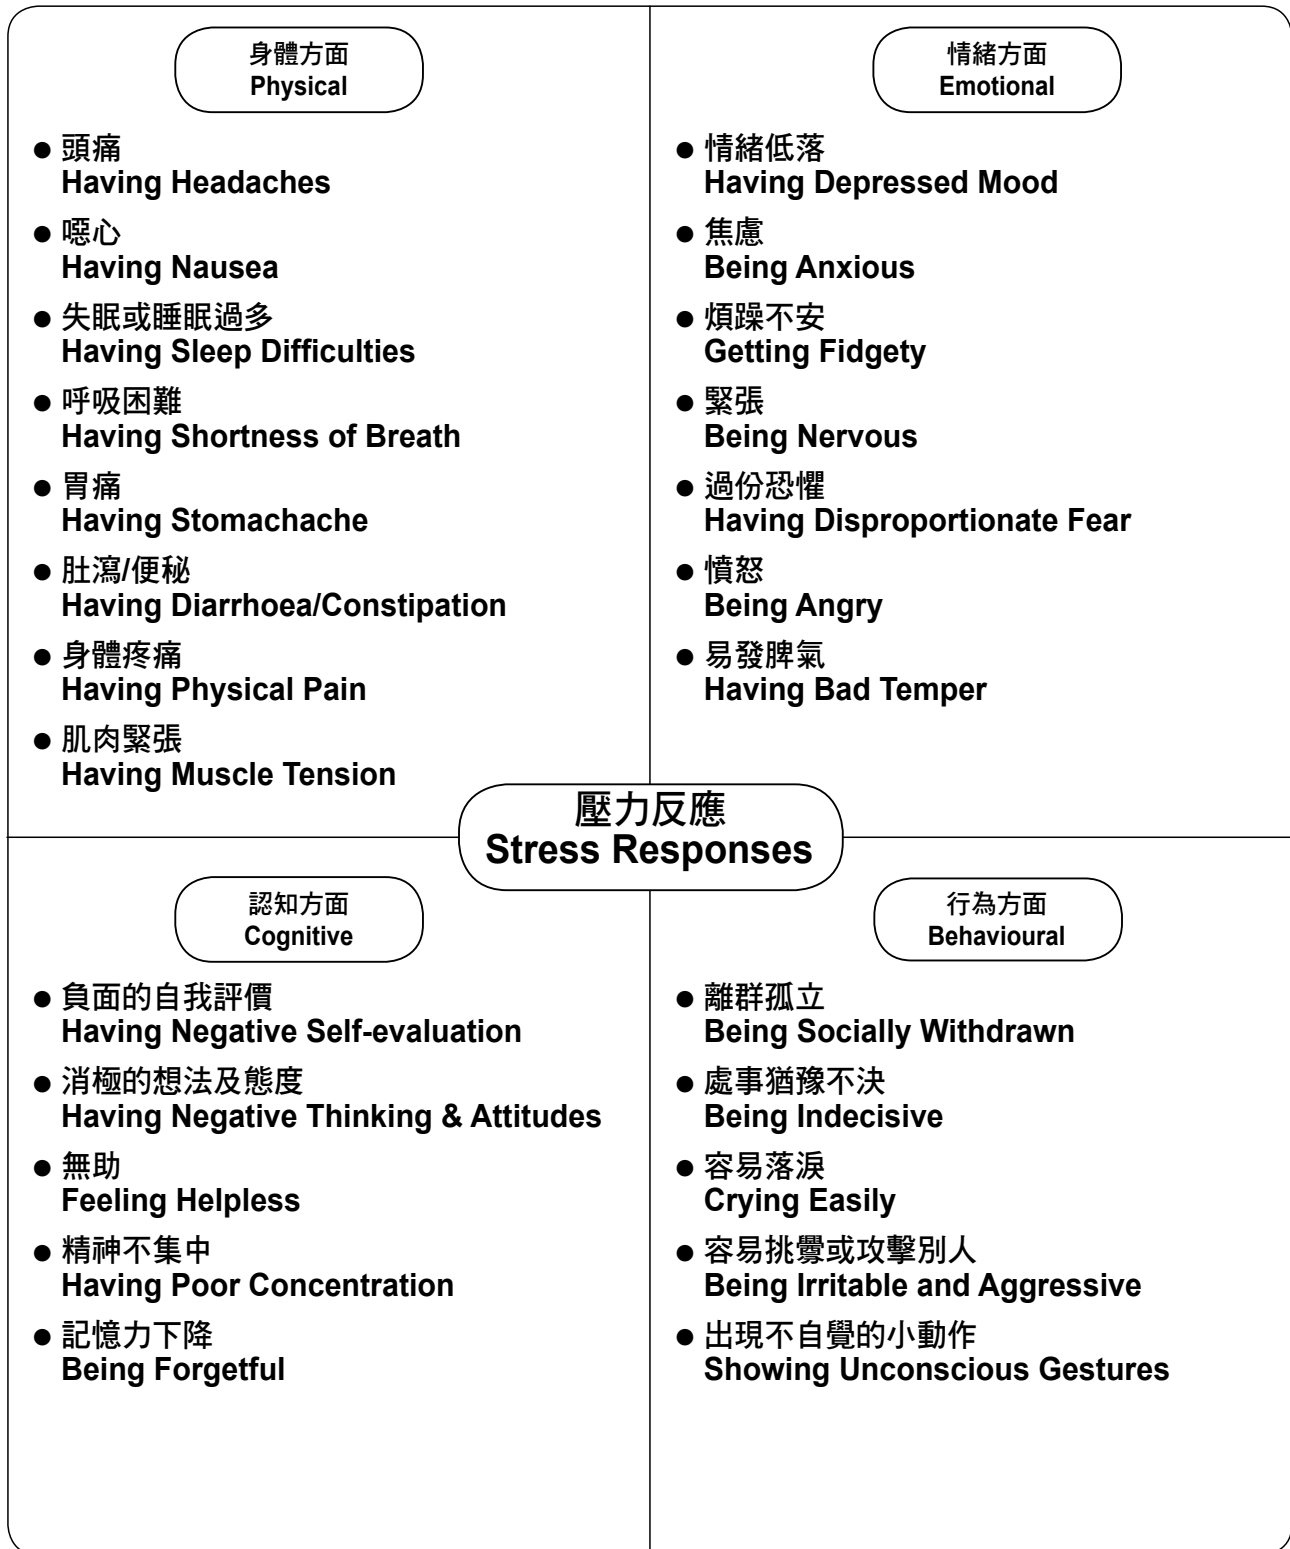 身體方面
Physical
● 頭痛
Having Headaches
● 噁心
Having Nausea
● 失眠或睡眠過多
Having Sleep Difficulties
● 呼吸困難
Having Shortness of Breath
● 胃痛
Having Stomachache
● 肚瀉/便秘
Having Diarrhoea/Constipation
● 身體疼痛
Having Physical Pain
● 肌肉緊張
Having Muscle Tension
情緒方面
Emotional
● 情緒低落
Having Depressed Mood
● 焦慮
Being Anxious
● 煩躁不安
Getting Fidgety
● 緊張
Being Nervous
● 過份恐懼
Having Disproportionate Fear
● 憤怒
Being Angry
● 易發脾氣
Having Bad Temper
壓力反應
Stress Responses
認知方面
Cognitive
● 負面的自我評價
Having Negative Self-evaluation
● 消極的想法及態度
Having Negative Thinking & Attitudes
● 無助
Feeling Helpless
● 精神不集中
Having Poor Concentration
● 記憶力下降
Being Forgetful
行為方面
Behavioural
● 離群孤立
Being Socially Withdrawn
● 處事猶豫不決
Being Indecisive
● 容易落淚
Crying Easily
● 容易挑釁或攻擊別人
Being Irritable and Aggressive
● 出現不自覺的小動作
Showing Unconscious Gestures